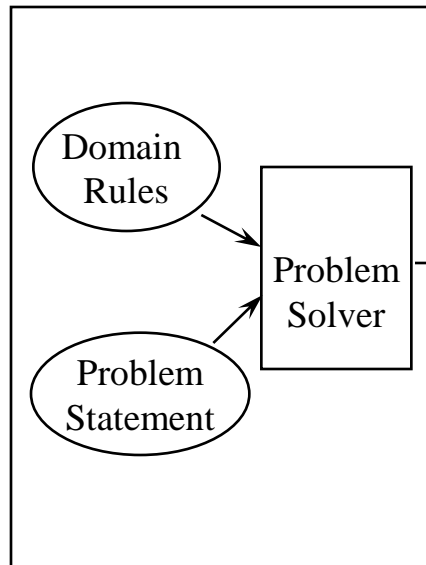 Domain
Rules
Problem
Solver
Problem
Statement